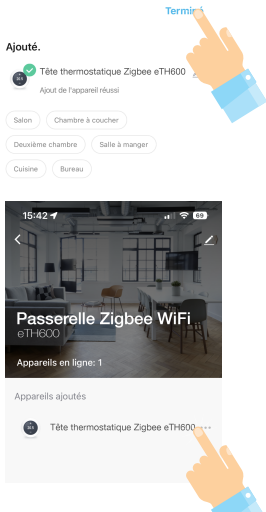 Terminé
Ajouté.
Tête thermostatique Zigbee eTH600
Ajout de l'appareil réussi
Salon
Chambre à coucher
Deuxième chambre
Salle à manger
Cuisine
Bureau
15:42
69
Passerelle Zigbee WiFi
eTH600
Appareils en ligne: 1
Appareils ajoutés
Tête thermostatique Zigbee eTH600